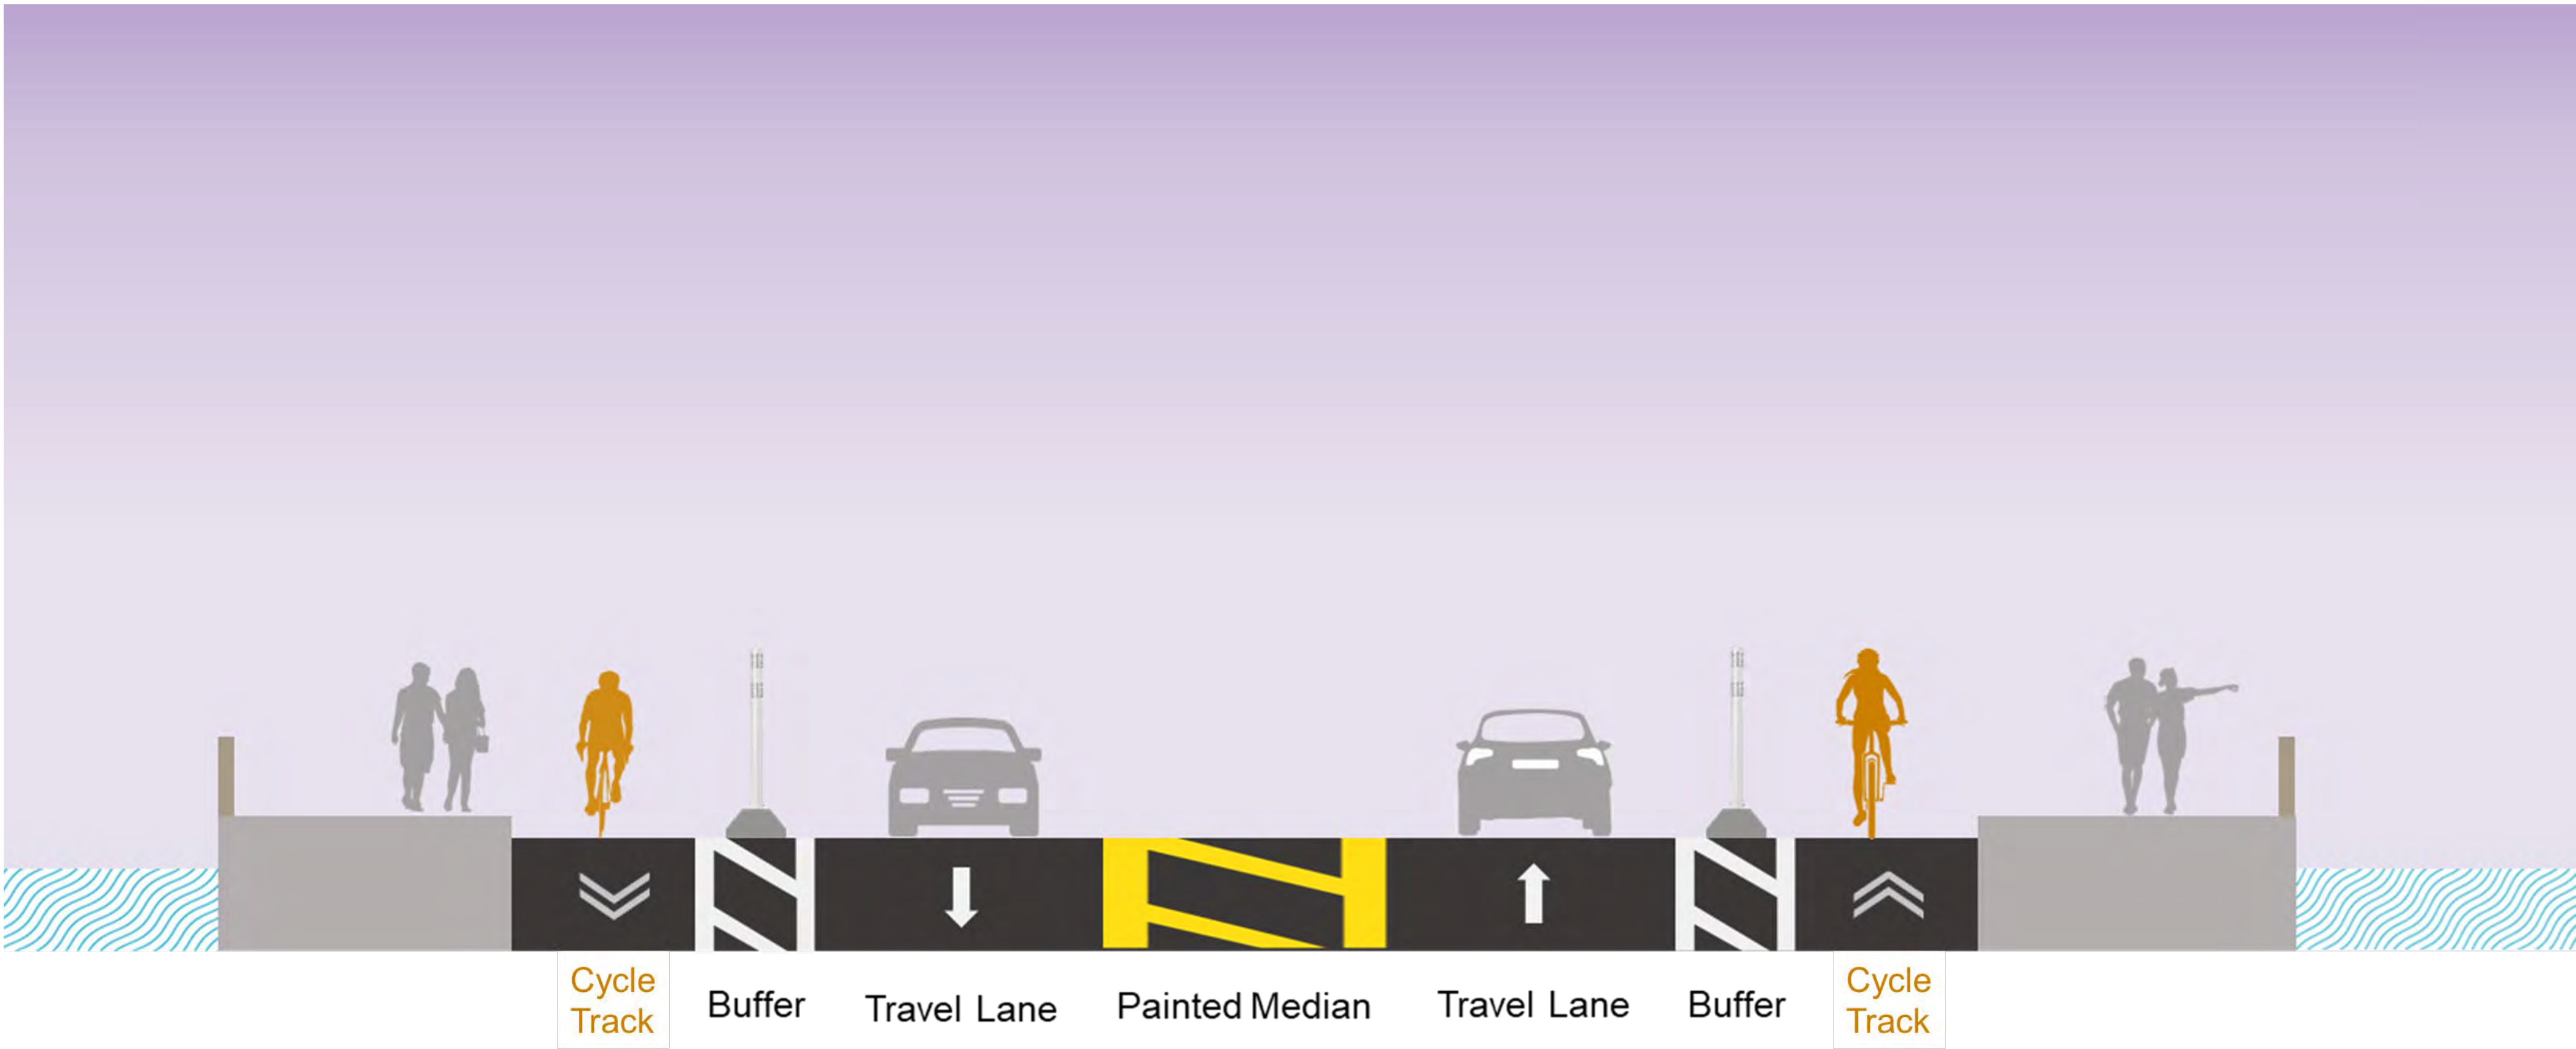 Cycle
Track
Buffer
Travel Lane
Painted Median
Travel Lane
Buffer
Cycle
Track